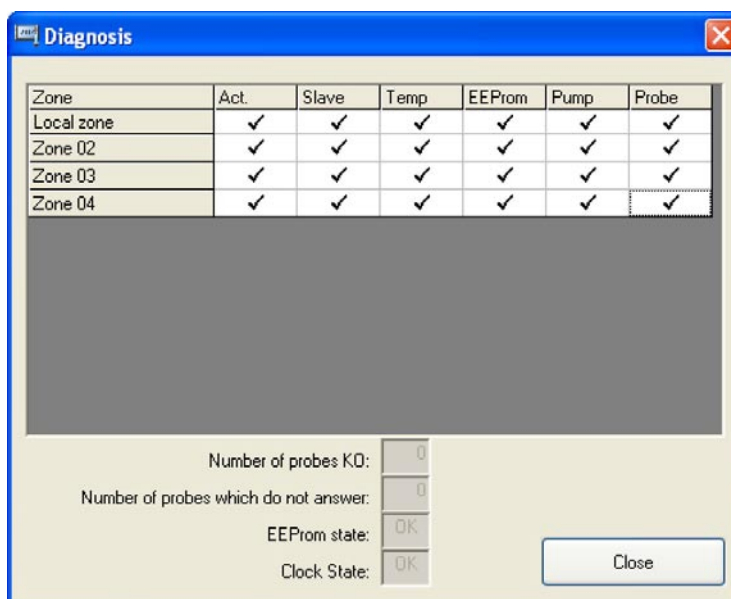 Diagnosis
Zone Act. Slave Temp EEProm Pump Probe
Local zone ✓ ✓ ✓ ✓ ✓ ✓
Zone 02 ✓ ✓ ✓ ✓ ✓ ✓
Zone 03 ✓ ✓ ✓ ✓ ✓ ✓
Zone 04 ✓ ✓ ✓ ✓ ✓ ✓
Number of probes KO: 0
Number of probes which do not answer: 0
EEProm state: OK
Clock State: OK
Close